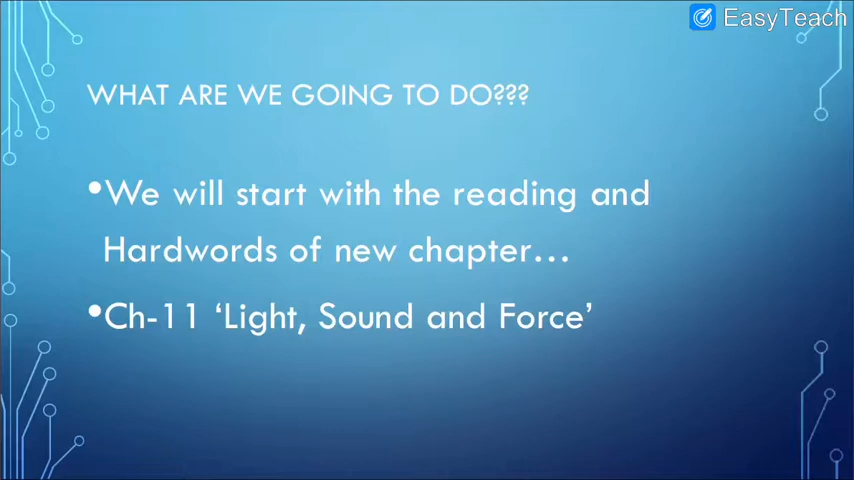 EasyTeach
WHAT ARE WE GOING TO DO???
•We will start with the reading and
Hardwords of new chapter...
•Ch-11 ‘Light, Sound and Force’